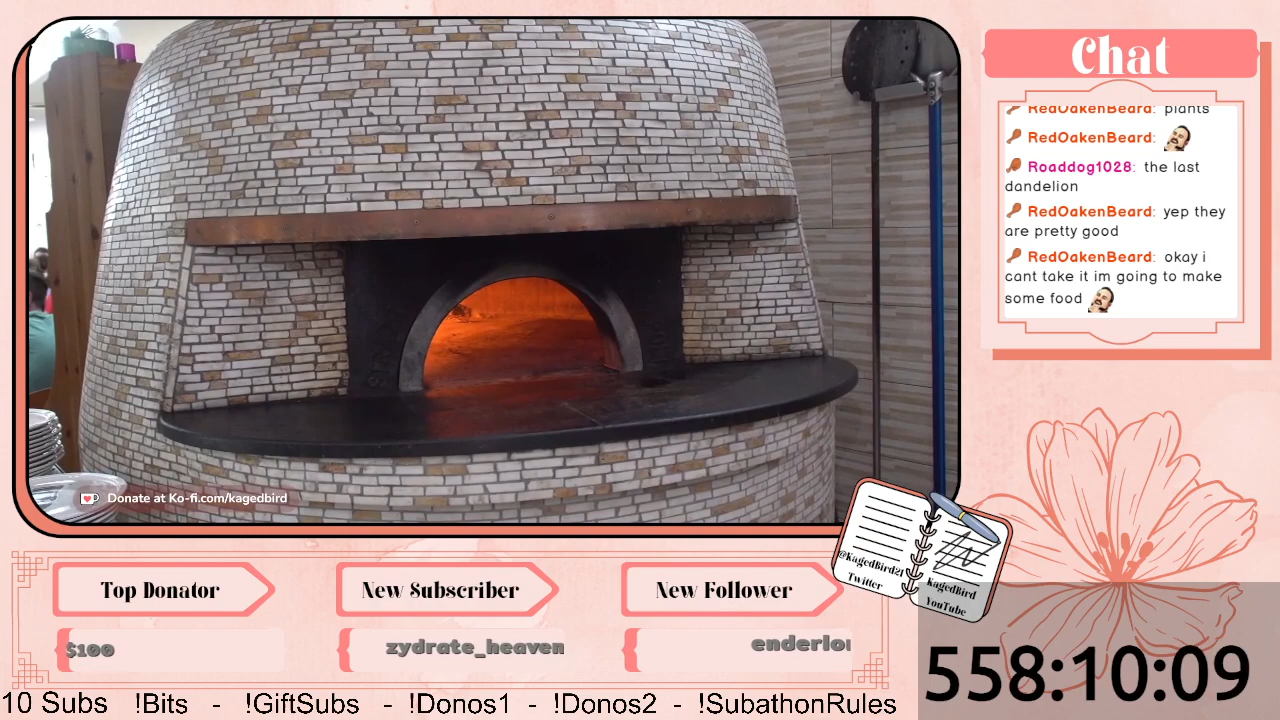 Chat
RedOakenBeard: plants
RedOakenBeard:
Roaddog1028: the last
dandelion
RedOakenBeard: yep they
are pretty good
RedOakenBeard: okay i
cant take it im going to make
some food
Donate at Ko-fi.com/kagedbird
@KagedBird21
Twitter
KagedBird
YouTube
Top Donator
New Subscriber
New Follower
$100
zydrate_heaven
558:10:09
10 Subs !Bits - !GiftSubs - !Donos1 - !Donos2 - !SubathonRules